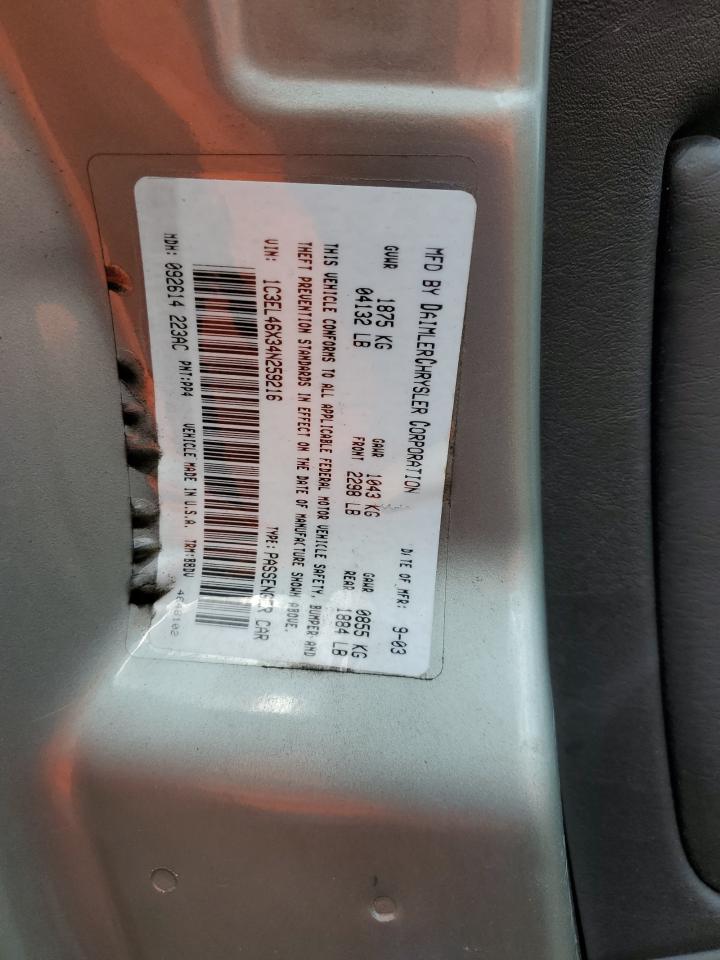 MFD BY DAIMLERCHRYSLER CORPORATION
DATE OF MFR: 9-03
GVWR 1875 KG GAWR 1043 KG GAWR 0855 KG
04132 LB FRONT 2298 LB REAR 1884 LB
THIS VEHICLE CONFORMS TO ALL APPLICABLE FEDERAL MOTOR VEHICLE SAFETY, BUMPER AND
THEFT PREVENTION STANDARDS IN EFFECT ON THE DATE OF MANUFACTURE SHOWN ABOVE.
VIN: 1C3EL46X34N259216 TYPE: PASSENGER CAR
MDH: 092614 223AC PNT:PP4 VEHICLE MADE IN U.S.A. TRM:B8DV